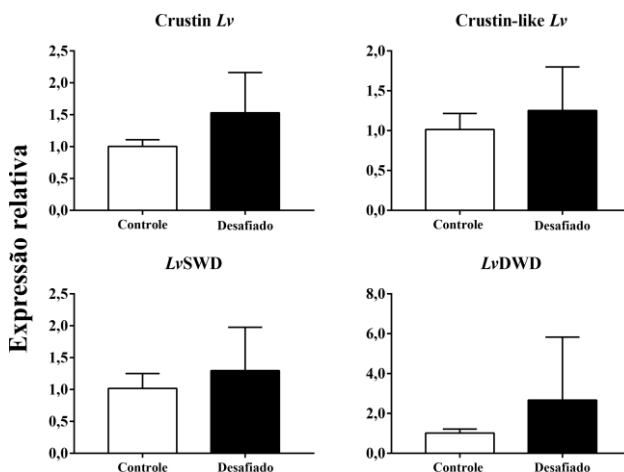 Expressão relativa
Crustin Lv
2,5
2,0
1,5
1,0
0,5
0,0
Controle Desafiado
Crustin-like Lv
2,0
1,5
1,0
0,5
0,0
Controle Desafiado
LvSWD
2,5
2,0
1,5
1,0
0,5
0,0
Controle Desafiado
LvDWD
8,0
6,0
4,0
2,0
0,0
Controle Desafiado